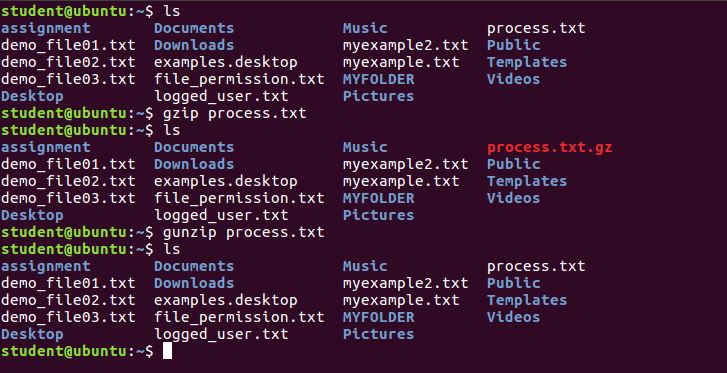 student@ubuntu:~$ ls
assignment Documents Music process.txt
demo_file01.txt Downloads myexample2.txt Public
demo_file02.txt examples.desktop myexample.txt Templates
demo_file03.txt file_permission.txt MYFOLDER Videos
Desktop logged_user.txt Pictures
student@ubuntu:~$ gzip process.txt
student@ubuntu:~$ ls
assignment Documents Music process.txt.gz
demo_file01.txt Downloads myexample2.txt Public
demo_file02.txt examples.desktop myexample.txt Templates
demo_file03.txt file_permission.txt MYFOLDER Videos
Desktop logged_user.txt Pictures
student@ubuntu:~$ gunzip process.txt
student@ubuntu:~$ ls
assignment Documents Music process.txt
demo_file01.txt Downloads myexample2.txt Public
demo_file02.txt examples.desktop myexample.txt Templates
demo_file03.txt file_permission.txt MYFOLDER Videos
Desktop logged_user.txt Pictures
student@ubuntu:~$